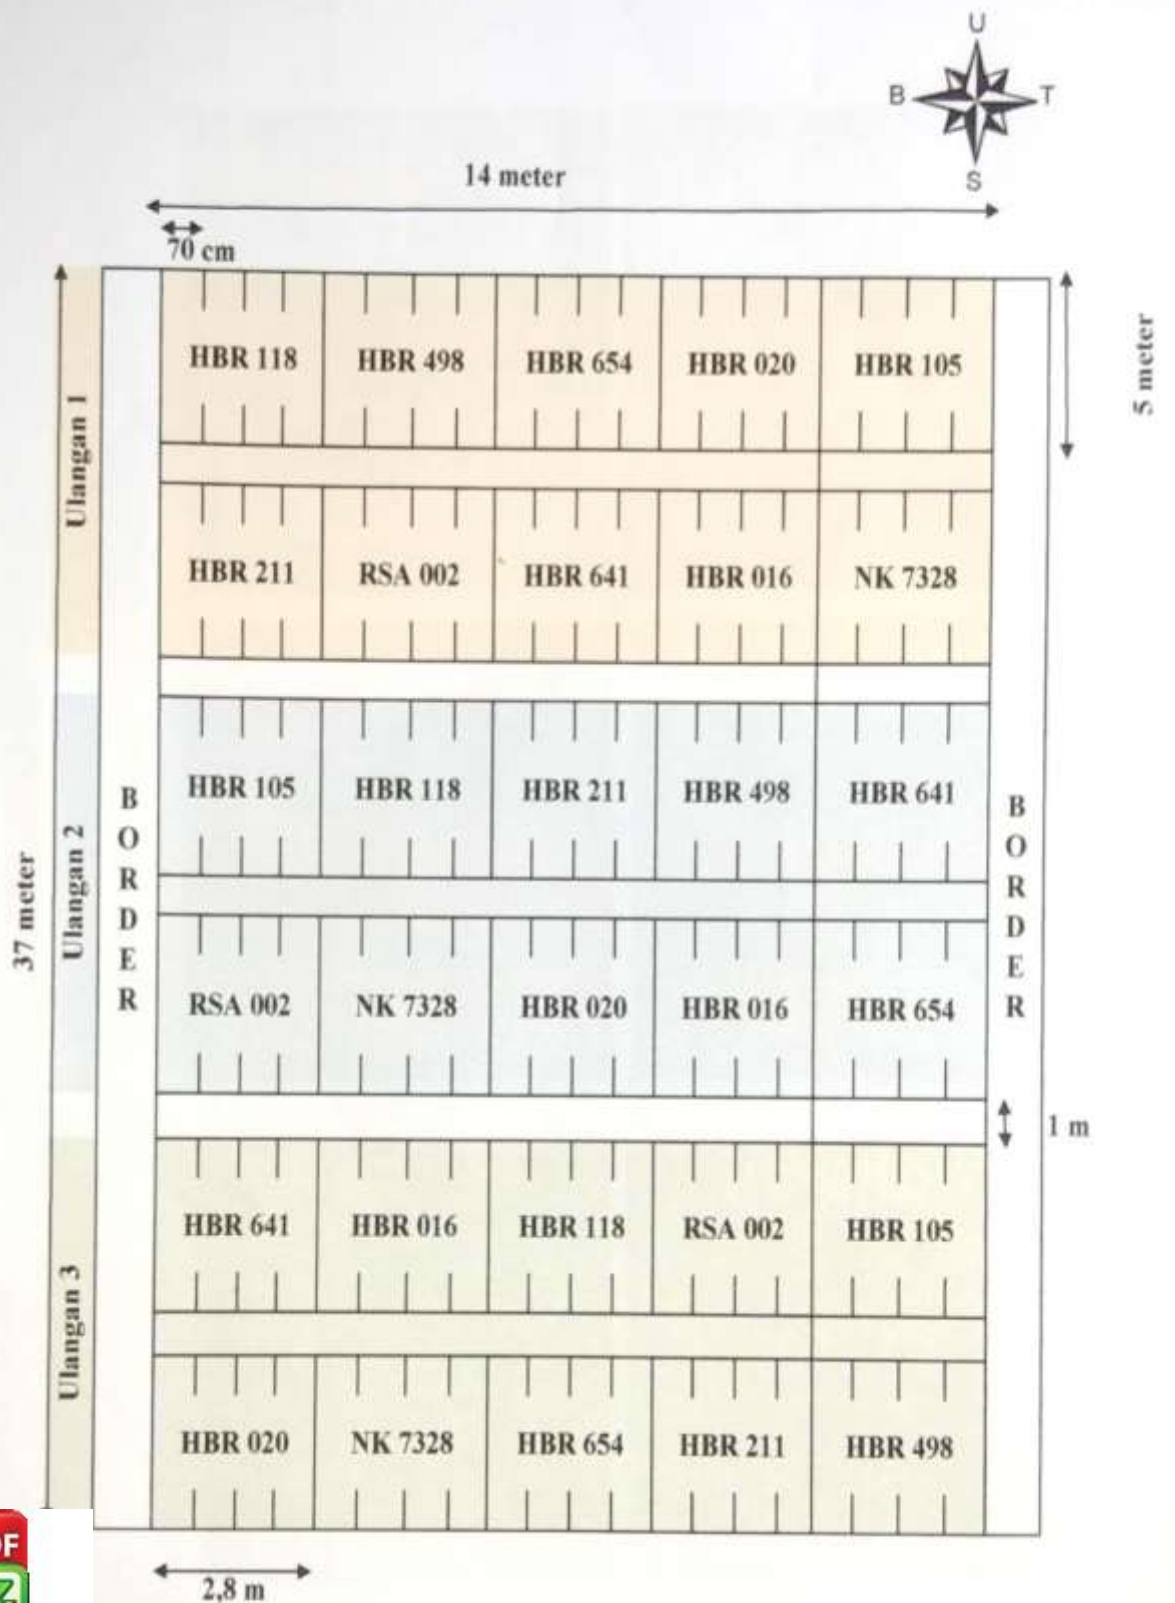 U
B T
S
14 meter
70 cm
5 meter
37 meter
Ulangan 1
Ulangan 2
Ulangan 3
BORDER
BORDER
HBR 118 HBR 498 HBR 654 HBR 020 HBR 105
HBR 211 RSA 002 HBR 641 HBR 016 NK 7328
HBR 105 HBR 118 HBR 211 HBR 498 HBR 641
RSA 002 NK 7328 HBR 020 HBR 016 HBR 654
1 m
HBR 641 HBR 016 HBR 118 RSA 002 HBR 105
HBR 020 NK 7328 HBR 654 HBR 211 HBR 498
2,8 m